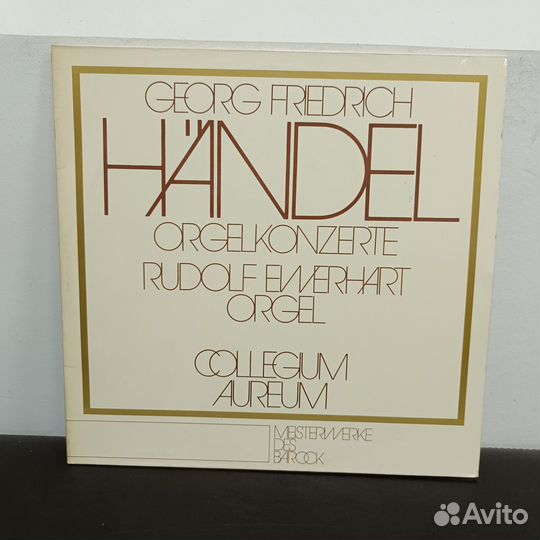 GEORG FRIEDRICH
HÄNDEL
ORGELKONZERTE
RUDOLF EWERHART
ORGEL
COLLEGIUM
AUREUM
MEISTERWERKE
DES
BAROCK
Avito